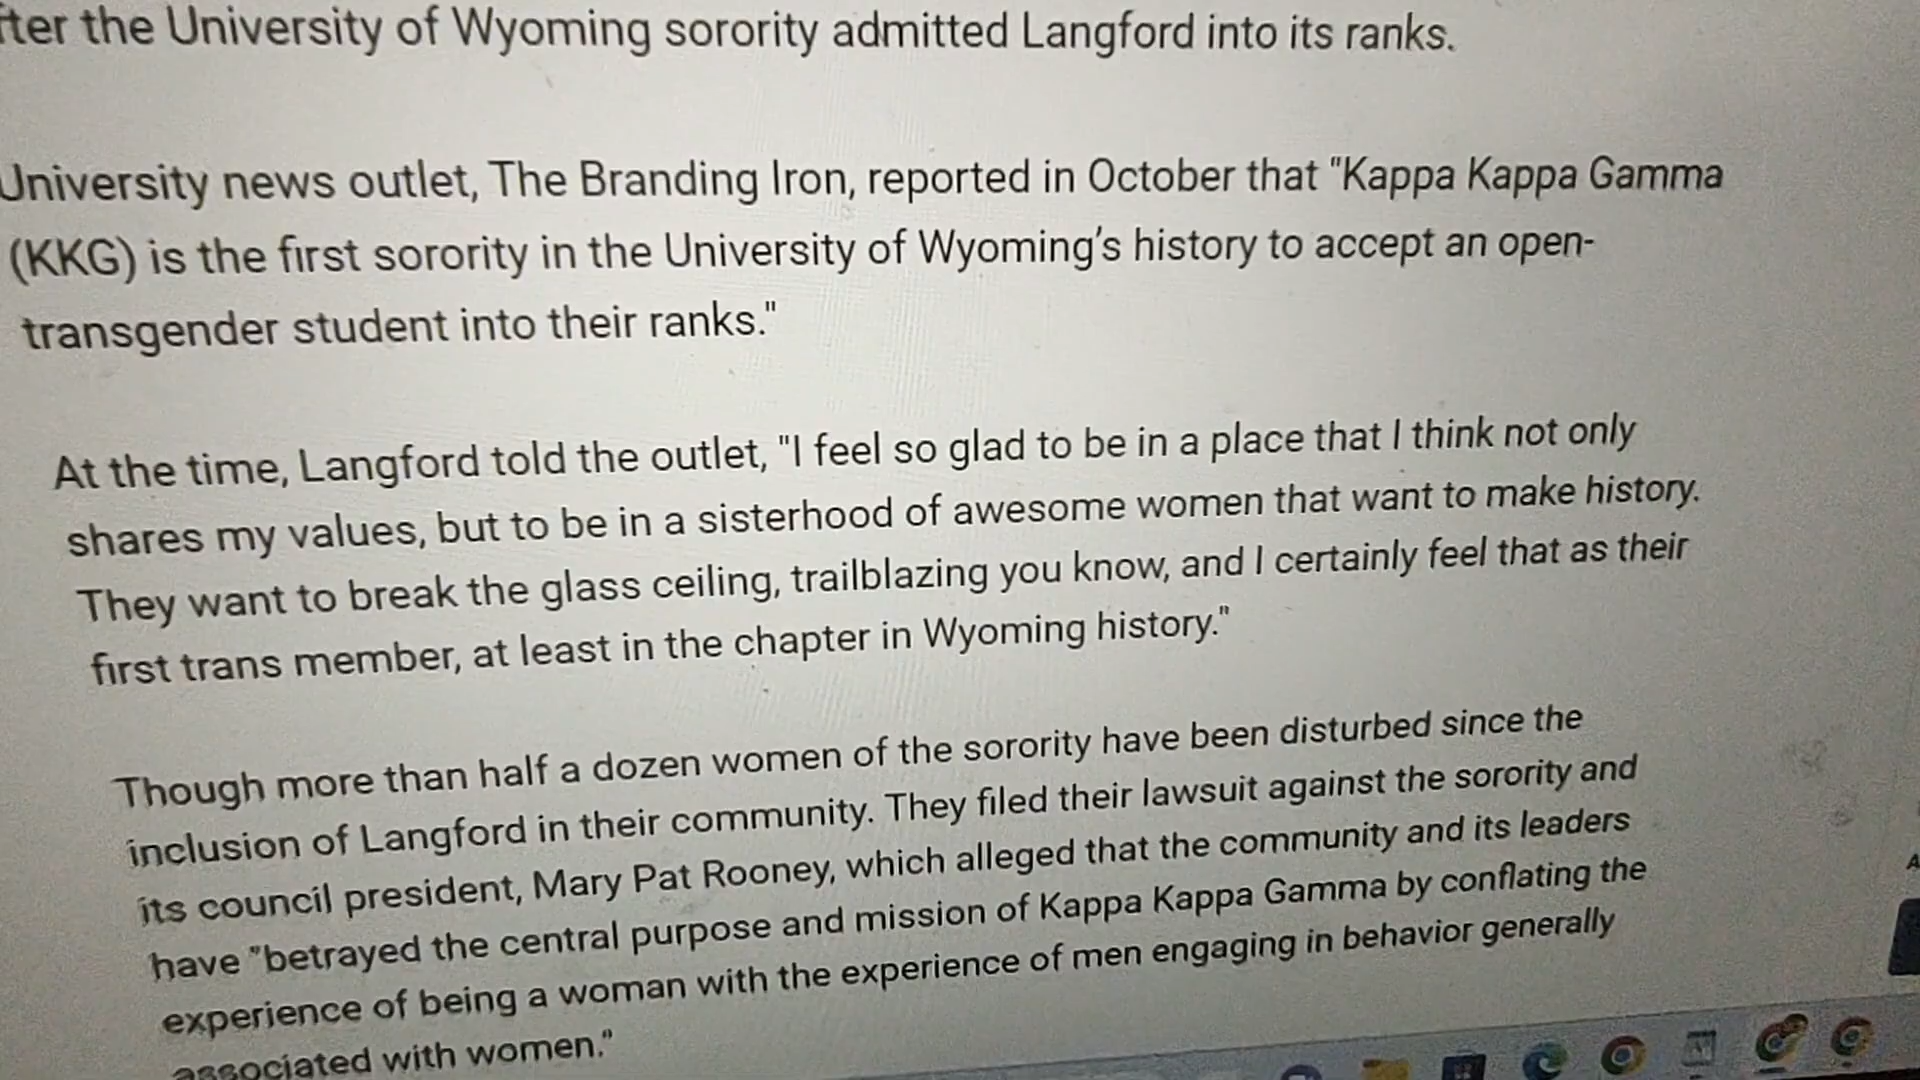 fter the University of Wyoming sorority admitted Langford into its ranks.
University news outlet, The Branding Iron, reported in October that "Kappa Kappa Gamma
(KKG) is the first sorority in the University of Wyoming's history to accept an open-
transgender student into their ranks."
At the time, Langford told the outlet, "I feel so glad to be in a place that I think not only
shares my values, but to be in a sisterhood of awesome women that want to make history.
They want to break the glass ceiling, trailblazing you know, and I certainly feel that as their
first trans member, at least in the chapter in Wyoming history."
Though more than half a dozen women of the sorority have been disturbed since the
inclusion of Langford in their community. They filed their lawsuit against the sorority and
its council president, Mary Pat Rooney, which alleged that the community and its leaders
have "betrayed the central purpose and mission of Kappa Kappa Gamma by conflating the
experience of being a woman with the experience of men engaging in behavior generally
associated with women."